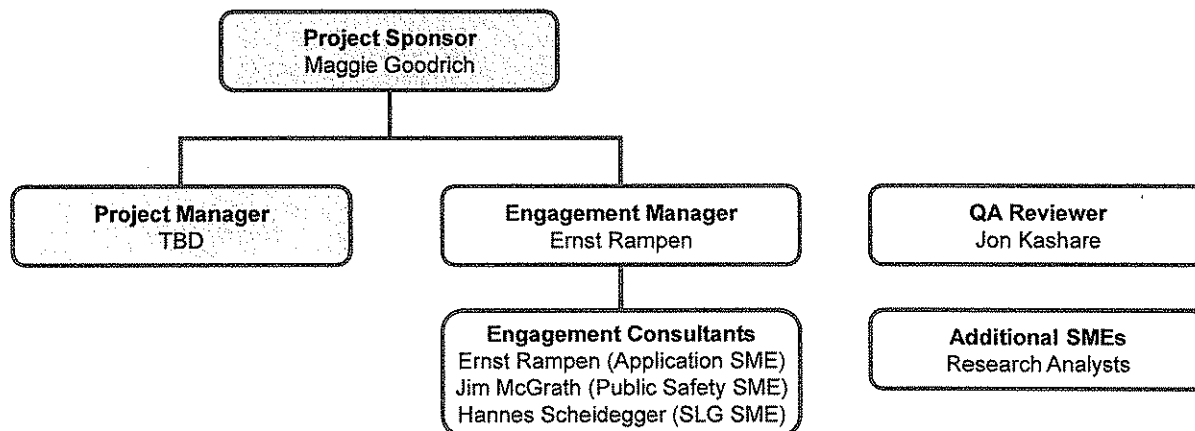 Project Sponsor
Maggie Goodrich
Project Manager
TBD
Engagement Manager
Ernst Rampen
QA Reviewer
Jon Kashare
Engagement Consultants
Ernst Rampen (Application SME)
Jim McGrath (Public Safety SME)
Hannes Scheidegger (SLG SME)
Additional SMEs
Research Analysts